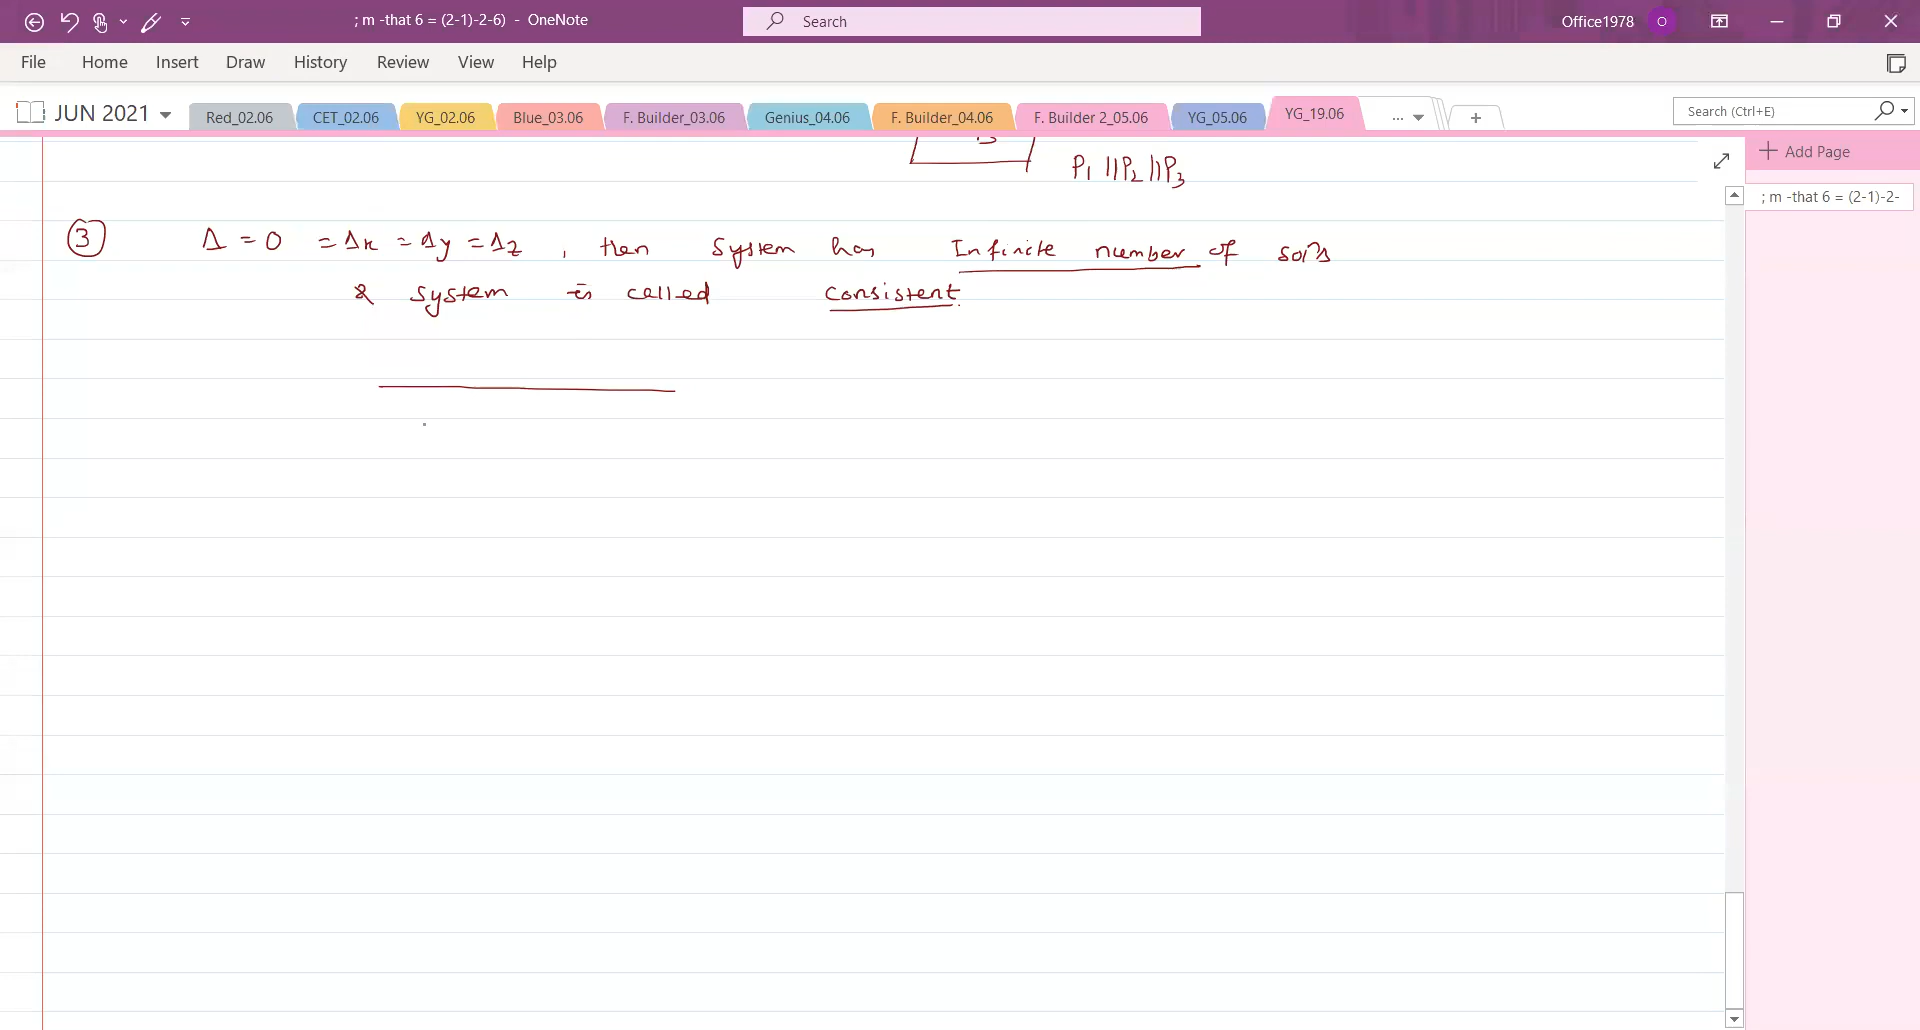 ; m -that 6 = (2-1)-2-6) - OneNote
Search
Office1978
O
File Home Insert Draw History Review View Help
JUN 2021
Red_02.06 CET_02.06 YG_02.06 Blue_03.06 F. Builder_03.06 Genius_04.06 F. Builder_04.06 F. Builder 2_05.06 YG_05.06 YG_19.06 ... +
Search (Ctrl+E)
Add Page
; m -that 6 = (2-1)-2-
P1 || P2 || P3
③ Δ = 0 = Δx = Δy = Δz , then system has Infinite number of solns
& system is called consistent.